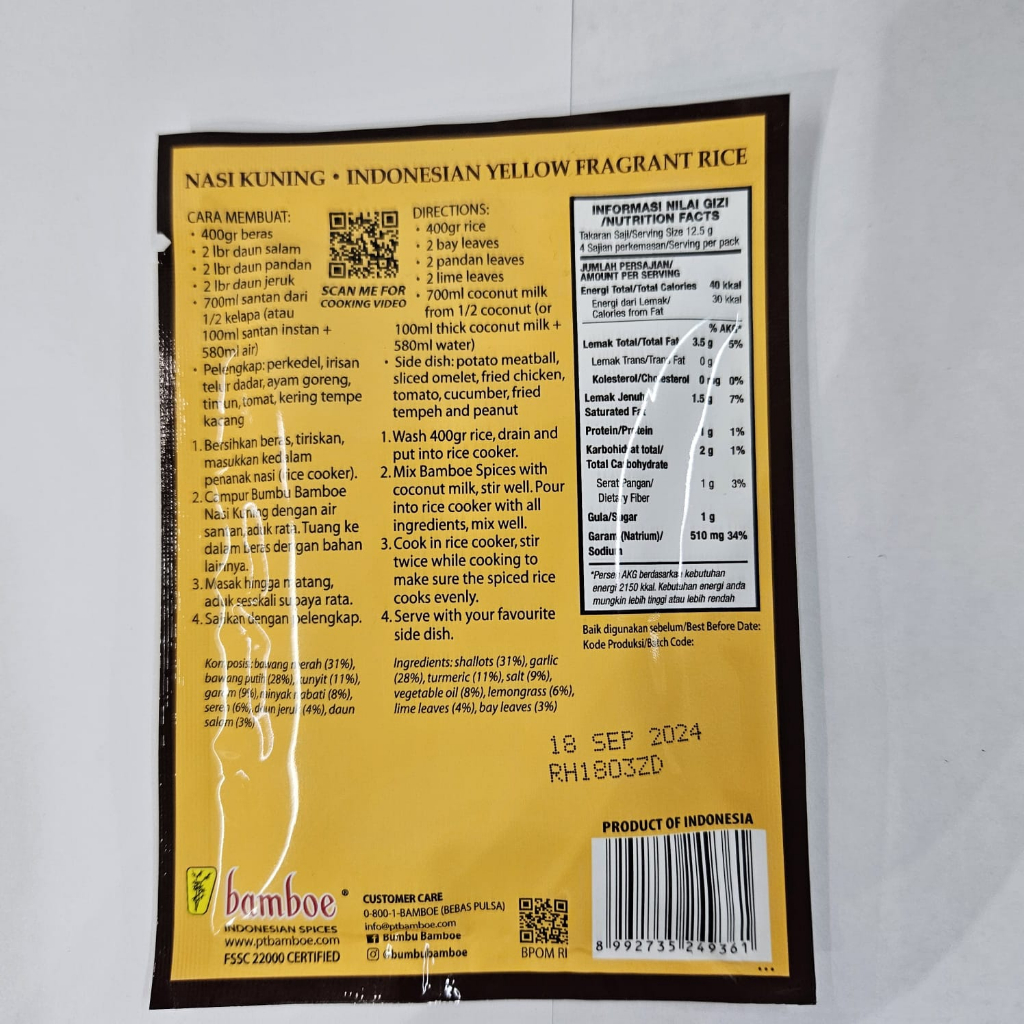 NASI KUNING • INDONESIAN YELLOW FRAGRANT RICE
CARA MEMBUAT:
• 400gr beras
• 2 lbr daun salam
• 2 lbr daun pandan
• 2 lbr daun jeruk
• 700ml santan dari
1/2 kelapa (atau
100ml santan instan +
580ml air)
• Pelengkap: perkedel, irisan
telur dadar, ayam goreng,
timun, tomat, kering tempe
kacang
1. Bersihkan beras, tiriskan,
masukkan kedalam
penanak nasi (rice cooker).
2. Campur Bumbu Bamboe
Nasi Kuning dengan air
santan, aduk rata. Tuang ke
dalam beras dengan bahan
lainnya.
3. Masak hingga matang,
aduk sesekali supaya rata.
4. Sajikan dengan pelengkap.
Komposisi: bawang merah (31%),
bawang putih (28%), kunyit (11%),
garam (9%), minyak nabati (8%),
sereh (6%), daun jeruk (4%), daun
salam (3%)
SCAN ME FOR
COOKING VIDEO
DIRECTIONS:
• 400gr rice
• 2 bay leaves
• 2 pandan leaves
• 2 lime leaves
• 700ml coconut milk
from 1/2 coconut (or
100ml thick coconut milk +
580ml water)
• Side dish: potato meatball,
sliced omelet, fried chicken,
tomato, cucumber, fried
tempeh and peanut
1. Wash 400gr rice, drain and
put into rice cooker.
2. Mix Bamboe Spices with
coconut milk, stir well. Pour
into rice cooker with all
ingredients, mix well.
3. Cook in rice cooker, stir
twice while cooking to
make sure the spiced rice
cooks evenly.
4. Serve with your favourite
side dish.
Ingredients: shallots (31%), garlic
(28%), turmeric (11%), salt (9%),
vegetable oil (8%), lemongrass (6%),
lime leaves (4%), bay leaves (3%)
INFORMASI NILAI GIZI
/NUTRITION FACTS
Takaran Saji/Serving Size 12.5 g
4 Sajian perkemasan/Serving per pack
JUMLAH PERSAJIAN/
AMOUNT PER SERVING
Energi Total/Total Calories 40 kkal
Energi dari Lemak/ 30 kkal
Calories from Fat
% AKG*
Lemak Total/Total Fat 3.5 g 5%
Lemak Trans/Trans Fat 0 g
Kolesterol/Cholesterol 0 mg 0%
Lemak Jenuh/ 1.5 g 7%
Saturated Fat
Protein/Protein 1 g 1%
Karbohidrat total/ 2 g 1%
Total Carbohydrate
Serat Pangan/ 1 g 3%
Dietary Fiber
Gula/Sugar 1 g
Garam (Natrium)/ 510 mg 34%
Sodium
*Persen AKG berdasarkan kebutuhan
energi 2150 kkal. Kebutuhan energi anda
mungkin lebih tinggi atau lebih rendah
Baik digunakan sebelum/Best Before Date:
Kode Produksi/Batch Code:
18 SEP 2024
RH1803ZD
PRODUCT OF INDONESIA
8 992735 249361
bamboe ®
INDONESIAN SPICES
www.ptbamboe.com
FSSC 22000 CERTIFIED
CUSTOMER CARE
0-800-1-BAMBOE (BEBAS PULSA)
info@ptbamboe.com
Bumbu Bamboe
@bumbubamboe
BPOM RI